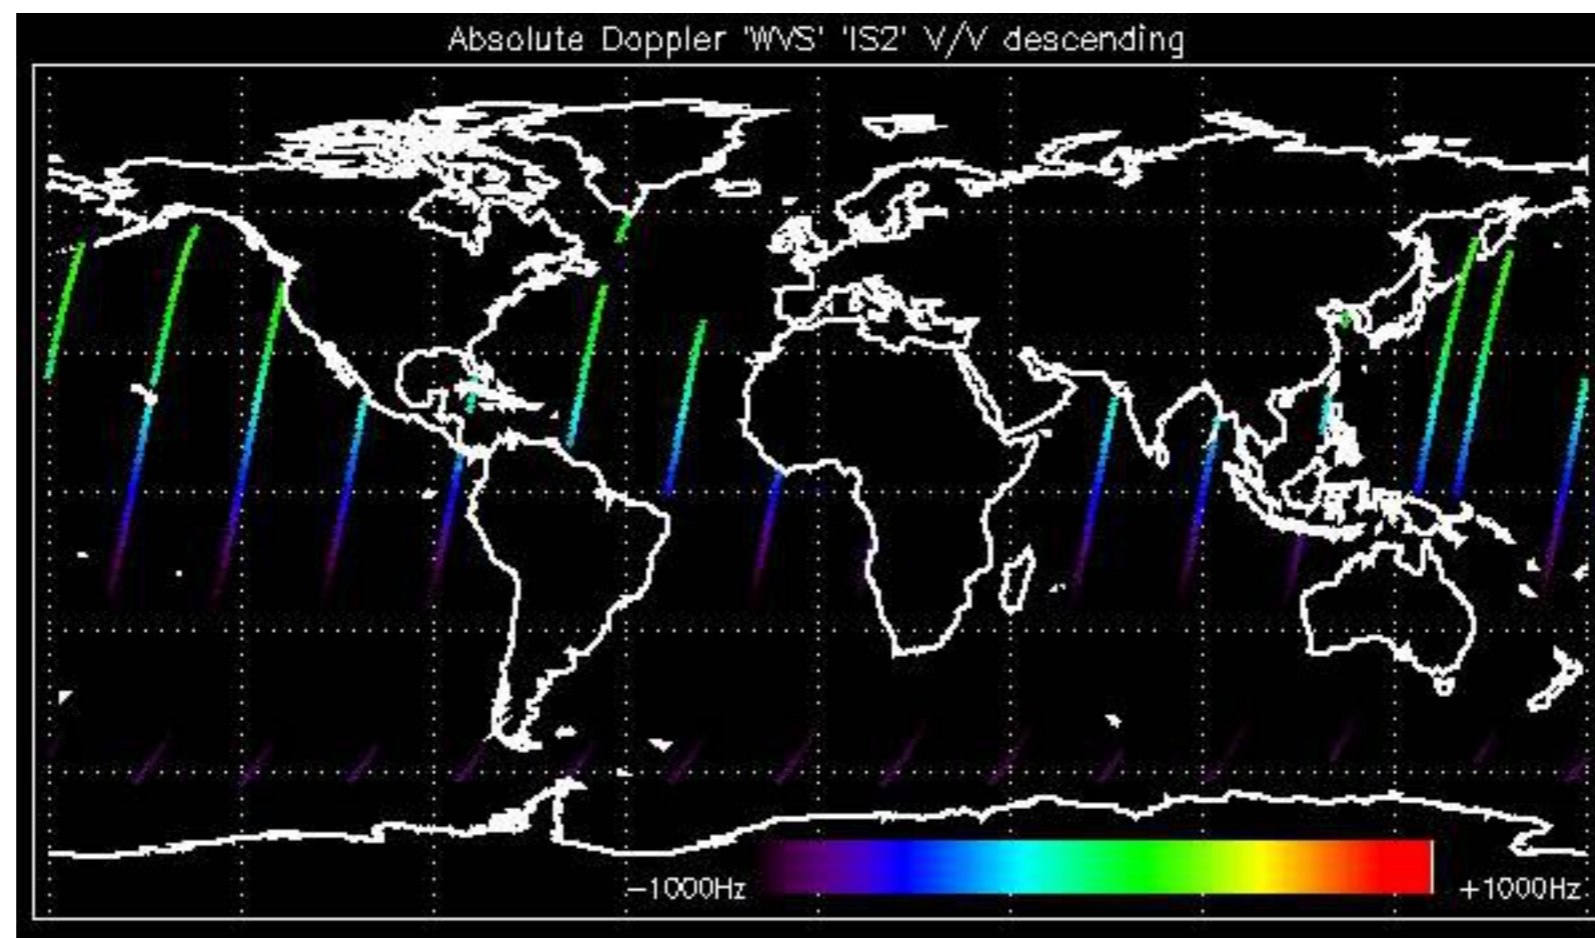 Absolute Doppler 'WVS' 'IS2' V/V descending
−1000Hz
+1000Hz